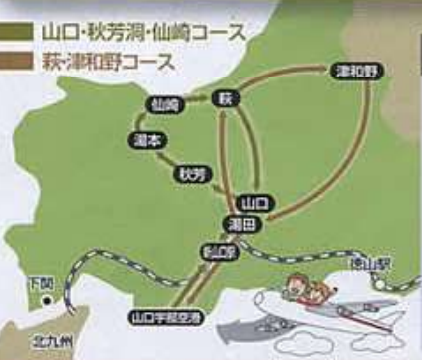 山口・秋芳洞・仙崎コース
萩・津和野コース
仙崎
萩
津和野
湯本
秋芳
山口
湯田
新山口駅
徳山駅
下関
山口宇部空港
北九州